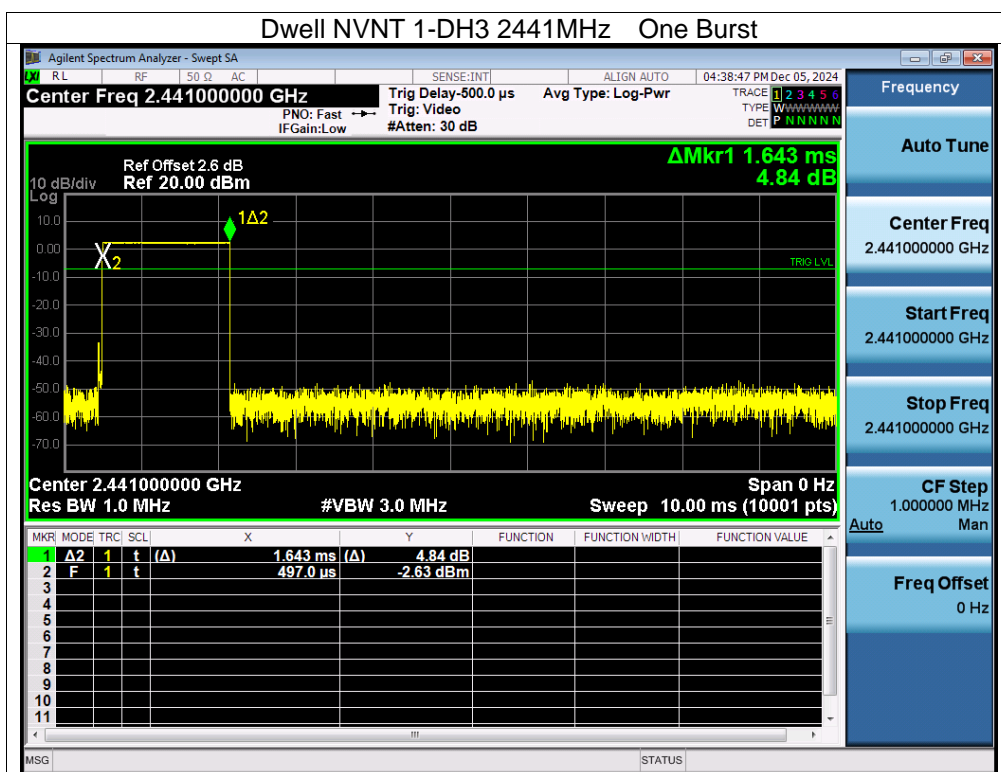 Dwell NVNT 1-DH3 2441MHz One Burst
Agilent Spectrum Analyzer - Swept SA
LXI RL RF 50 Ω AC SENSE:INT ALIGN AUTO 04:38:47 PM Dec 05, 2024
Center Freq 2.441000000 GHz Trig Delay-500.0 µs Avg Type: Log-Pwr TRACE 1 2 3 4 5 6
PNO: Fast Trig: Video TYPE WWWWWW
IFGain:Low #Atten: 30 dB DET P N N N N N
Frequency
Auto Tune
Center Freq
2.441000000 GHz
Start Freq
2.441000000 GHz
Stop Freq
2.441000000 GHz
CF Step
1.000000 MHz
Auto Man
Freq Offset
0 Hz
ΔMkr1 1.643 ms
4.84 dB
Ref Offset 2.6 dB
10 dB/div Ref 20.00 dBm
Log
10.0
0.00
-10.0
-20.0
-30.0
-40.0
-50.0
-60.0
-70.0
1Δ2
X2
TRIG LVL
Center 2.441000000 GHz Span 0 Hz
Res BW 1.0 MHz #VBW 3.0 MHz Sweep 10.00 ms (10001 pts)
MKR MODE TRC SCL X Y FUNCTION FUNCTION WIDTH FUNCTION VALUE
1 Δ2 1 t (Δ) 1.643 ms (Δ) 4.84 dB
2 F 1 t 497.0 µs -2.63 dBm
3
4
5
6
7
8
9
10
11
MSG STATUS